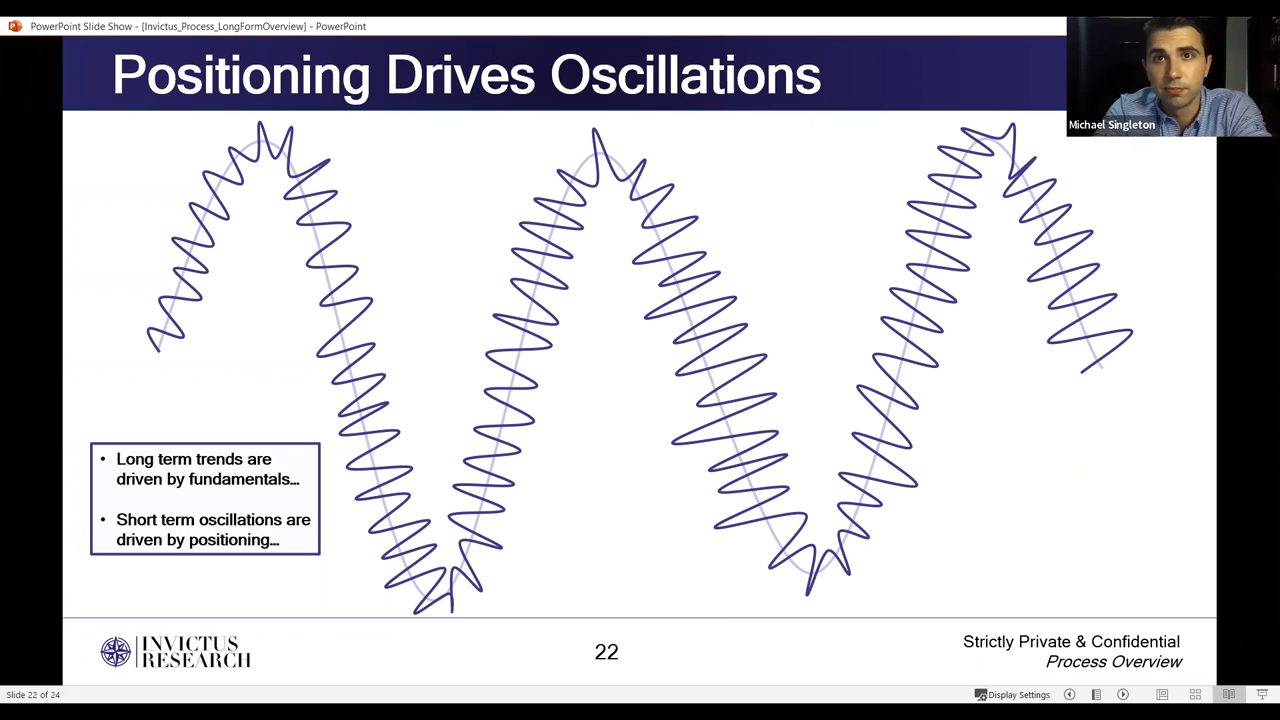 PowerPoint Slide Show - [Invictus_Process_LongFormOverview] - PowerPoint
Positioning Drives Oscillations
Michael Singleton
• Long term trends are
driven by fundamentals...
• Short term oscillations are
driven by positioning...
INVICTUS
RESEARCH
22
Strictly Private & Confidential
Process Overview
Slide 22 of 24
Display Settings